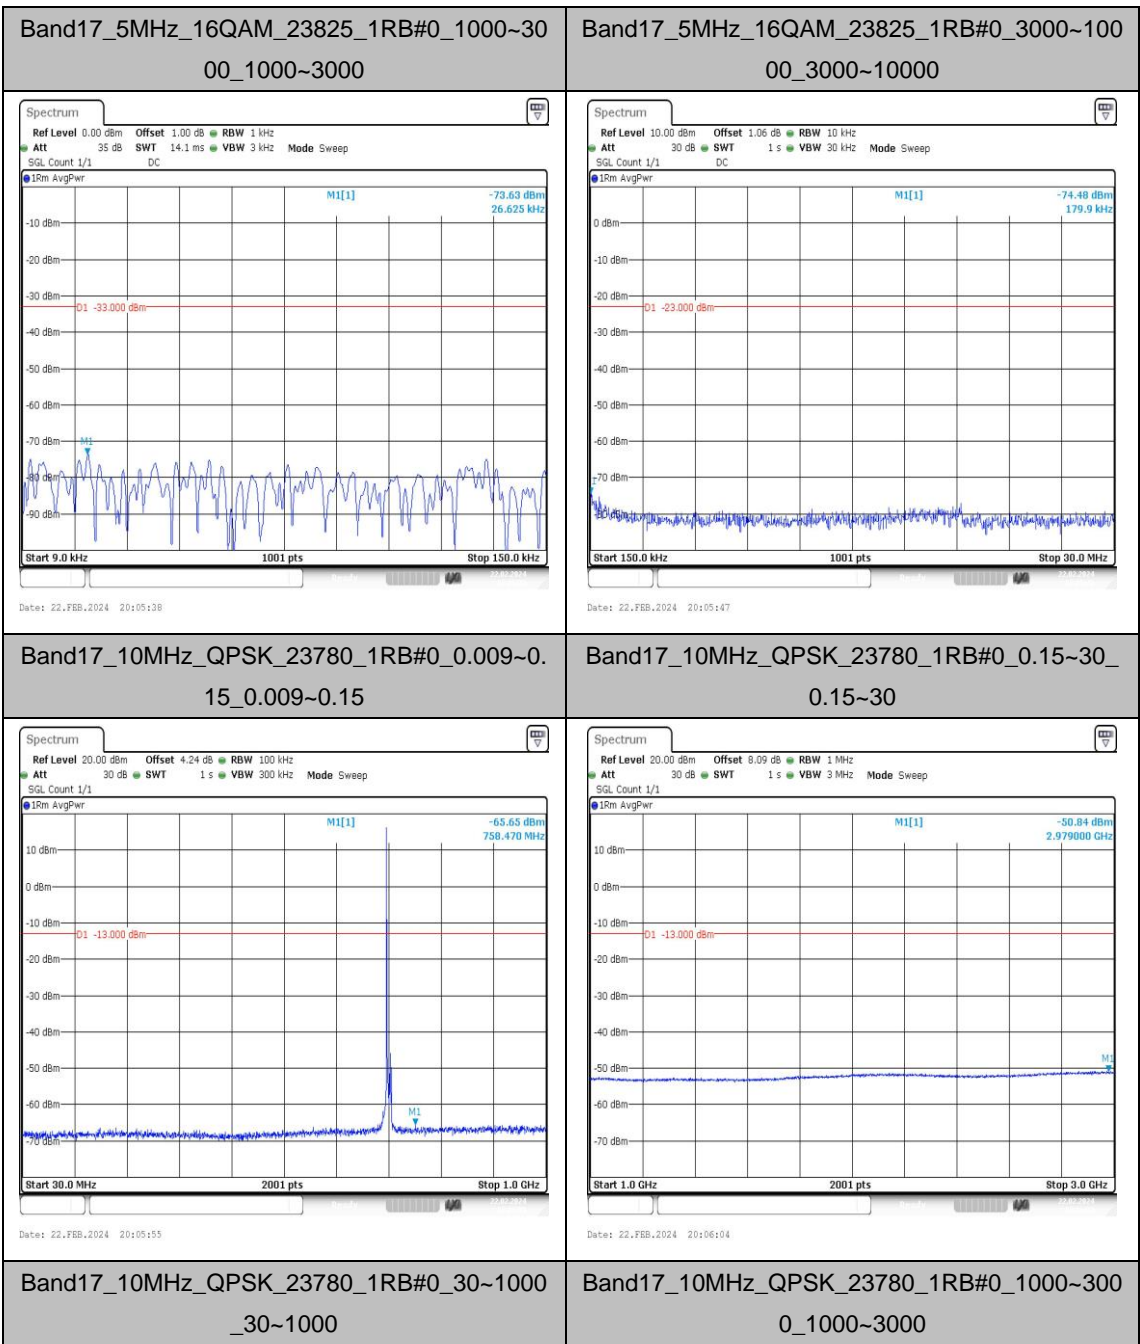 Band17_5MHz_16QAM_23825_1RB#0_1000~30
00_1000~3000
Band17_5MHz_16QAM_23825_1RB#0_3000~100
00_3000~10000
Spectrum
Ref Level 0.00 dBm Offset 1.00 dB RBW 1 kHz
Att 35 dB SWT 14.1 ms VBW 3 kHz Mode Sweep
SGL Count 1/1 DC
1Rm AvgPwr
M1[1] -73.63 dBm
26.625 kHz
-10 dBm
-20 dBm
-30 dBm
D1 -33.000 dBm
-40 dBm
-50 dBm
-60 dBm
-70 dBm
M1
-80 dBm
-90 dBm
Start 9.0 kHz 1001 pts Stop 150.0 kHz
Date: 22.FEB.2024 20:05:38
Spectrum
Ref Level 10.00 dBm Offset 1.06 dB RBW 10 kHz
Att 30 dB SWT 1 s VBW 30 kHz Mode Sweep
SGL Count 1/1 DC
1Rm AvgPwr
M1[1] -74.48 dBm
179.9 kHz
0 dBm
-10 dBm
-20 dBm
D1 -23.000 dBm
-30 dBm
-40 dBm
-50 dBm
-60 dBm
-70 dBm
Start 150.0 kHz 1001 pts Stop 30.0 MHz
Date: 22.FEB.2024 20:05:47
Band17_10MHz_QPSK_23780_1RB#0_0.009~0.
15_0.009~0.15
Band17_10MHz_QPSK_23780_1RB#0_0.15~30_
0.15~30
Spectrum
Ref Level 20.00 dBm Offset 4.24 dB RBW 100 kHz
Att 30 dB SWT 1 s VBW 300 kHz Mode Sweep
SGL Count 1/1
1Rm AvgPwr
M1[1] -65.65 dBm
758.470 MHz
10 dBm
0 dBm
-10 dBm
D1 -13.000 dBm
-20 dBm
-30 dBm
-40 dBm
-50 dBm
-60 dBm
M1
-70 dBm
Start 30.0 MHz 2001 pts Stop 1.0 GHz
Date: 22.FEB.2024 20:05:55
Spectrum
Ref Level 20.00 dBm Offset 8.09 dB RBW 1 MHz
Att 30 dB SWT 1 s VBW 3 MHz Mode Sweep
SGL Count 1/1
1Rm AvgPwr
M1[1] -50.84 dBm
2.979000 GHz
10 dBm
0 dBm
-10 dBm
D1 -13.000 dBm
-20 dBm
-30 dBm
-40 dBm
-50 dBm
M1
-60 dBm
-70 dBm
Start 1.0 GHz 2001 pts Stop 3.0 GHz
Date: 22.FEB.2024 20:06:04
Band17_10MHz_QPSK_23780_1RB#0_30~1000
_30~1000
Band17_10MHz_QPSK_23780_1RB#0_1000~300
0_1000~3000